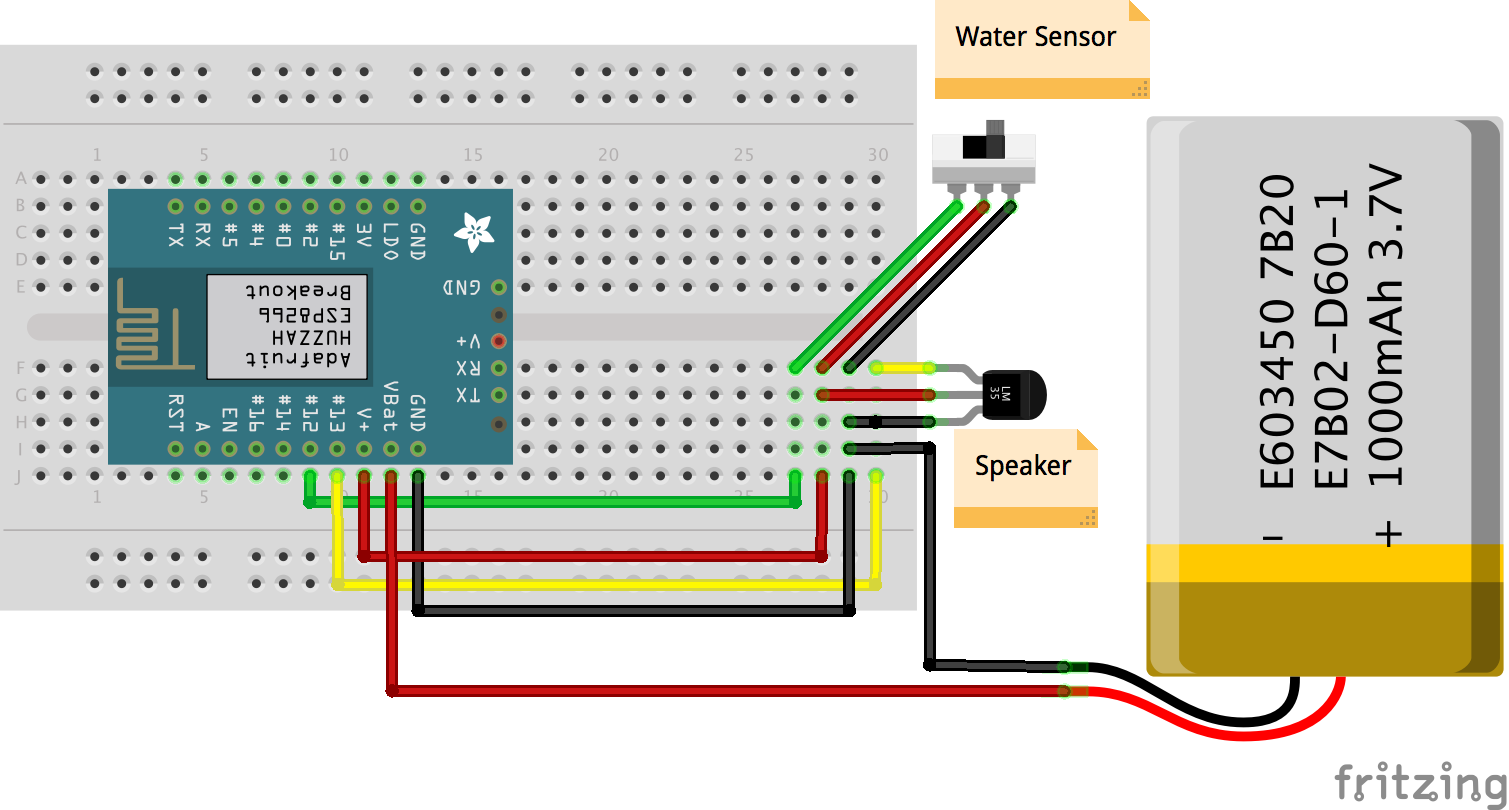 Water Sensor
1 5 10 15 20 25 30
A
B
C
D
E
TX RX #5 #4 #0 #2 #15 3V LDO GND
GND
V+
RX
TX
Adafruit
HUZZAH
ESP8266
Breakout
RST A EN #16 #14 #12 #13 V+ VBat GND
F
G
H
I
J
1 5 15 20 25 30
LM
35
Speaker
E603450 7B20
E7B02-D60-1
1000mAh 3.7V
- +
fritzing